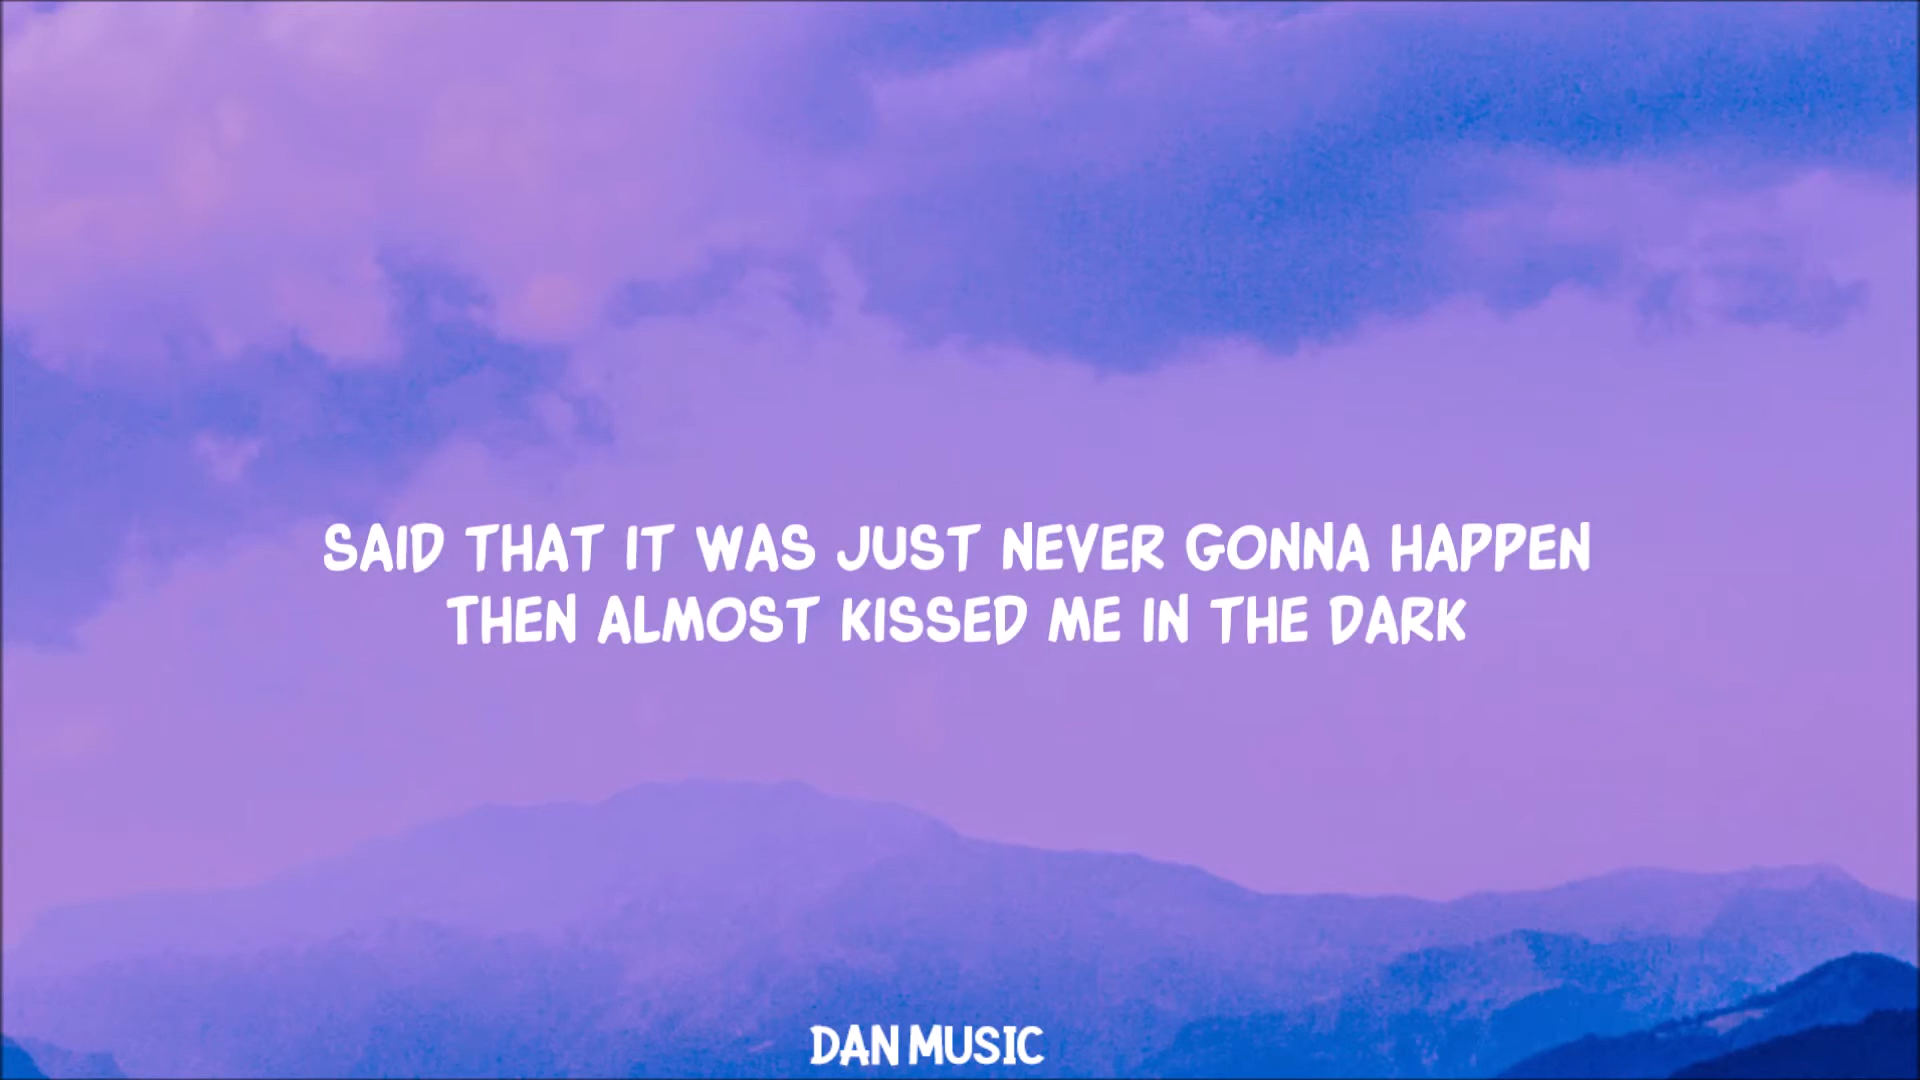 SAID THAT IT WAS JUST NEVER GONNA HAPPEN
THEN ALMOST KISSED ME IN THE DARK
DAN MUSIC